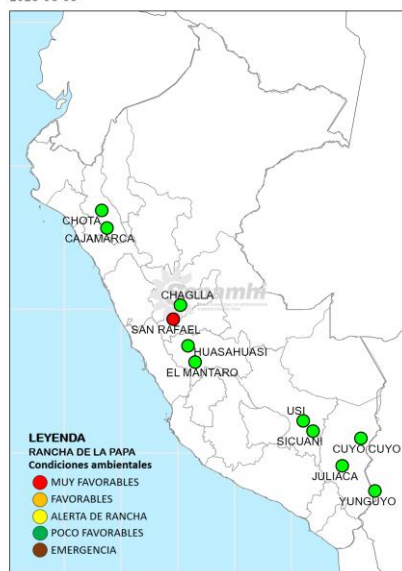 CHOTA
CAJAMARCA
Senamhi
CHAGLLA
SAN RAFAEL
HUASAHUASI
EL MANTARO
USI
SICUANI
CUYO CUYO
JULIACA
YUNGUYO
LEYENDA
RANCHA DE LA PAPA
Condiciones ambientales
MUY FAVORABLES
FAVORABLES
ALERTA DE RANCHA
POCO FAVORABLES
EMERGENCIA